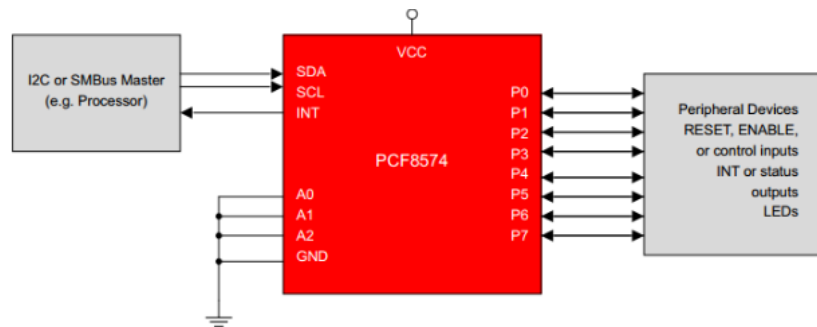 I2C or SMBus Master
(e.g. Processor)
VCC
SDA
SCL
INT
PCF8574
A0
A1
A2
GND
P0
P1
P2
P3
P4
P5
P6
P7
Peripheral Devices
RESET, ENABLE,
or control inputs
INT or status
outputs
LEDs